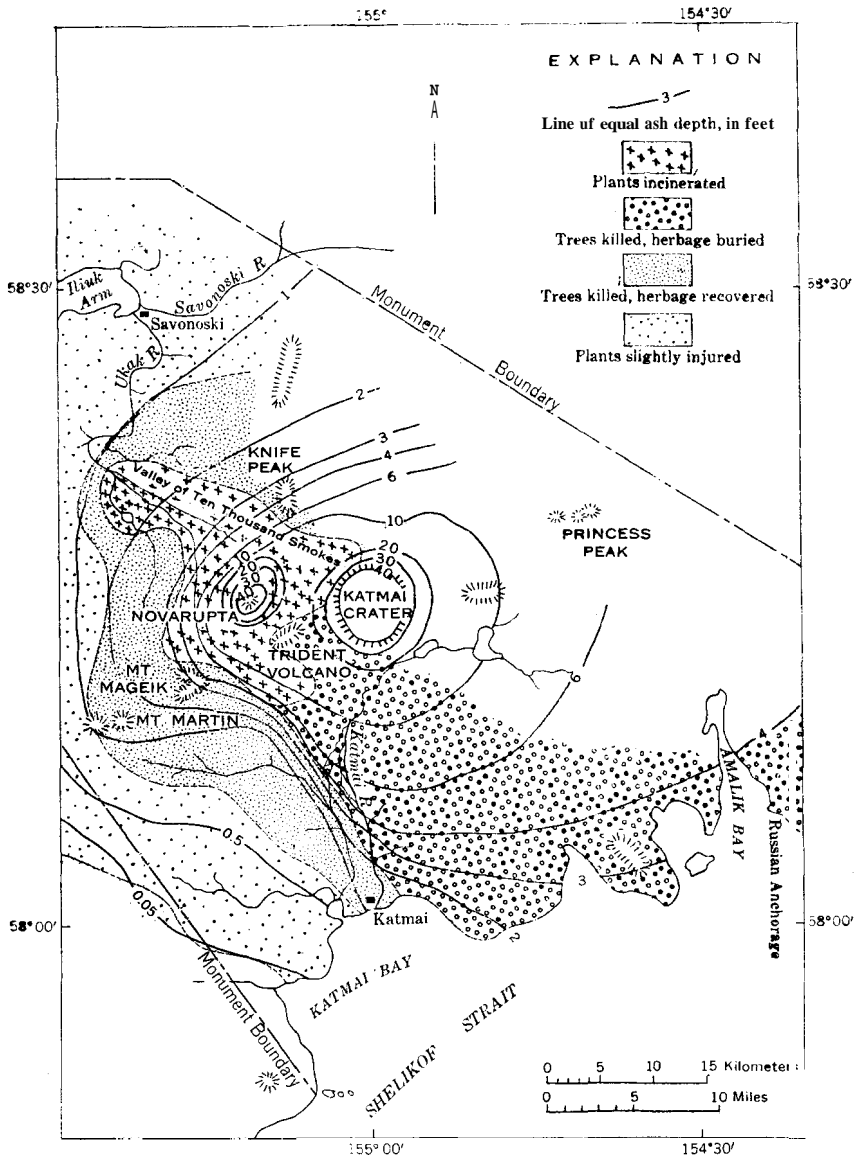 155°
154°30'
EXPLANATION
3
Line uf equal ash depth, in feet
Plants incinerated
Trees killed, herbage buried
Trees killed, herbage recovered
Plants slightly injured
N
58°30'
58°30'
Iliuk
Arm
Savonoski R
Savonoski
Ukak R
1
Monument
Boundary
2
3
4
6
10
20
30
40
KNIFE
PEAK
Valley of Ten Thousand Smokes
PRINCESS
PEAK
KATMAI
CRATER
10
20
30
40
NOVARUPTA
TRIDENT
VOLCANO
MT
MAGEIK
MT. MARTIN
6
4
Katmai R
AMALIK BAY
Russian Anchorage
0.5
0.05
3
2
Katmai
58°00'
58°00'
Monument Boundary
KATMAI BAY
SHELIKOF STRAIT
0 5 10 15 Kilometers
0 5 10 Miles
155°00'
154°30'